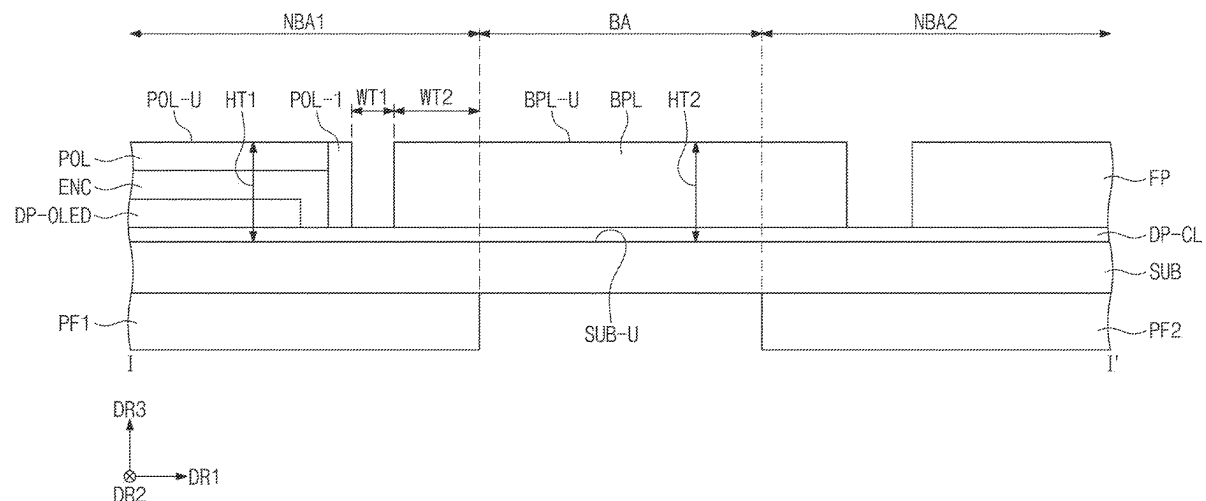 NBA1 BA NBA2
POL-U HT1 POL-1 WT1 WT2 BPL-U BPL HT2
POL
ENC
DP-OLED
FP
DP-CL
SUB
PF1
SUB-U
PF2
I I'
DR3
DR1
DR2